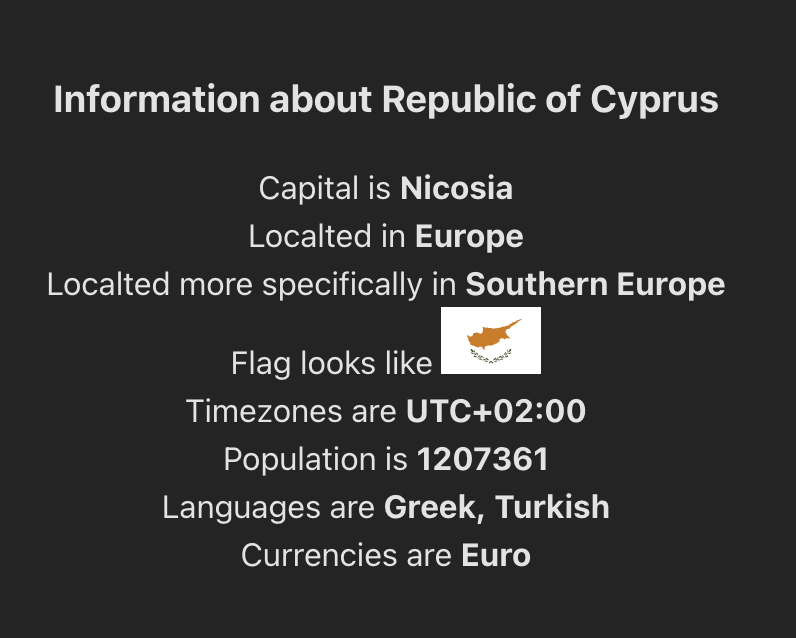 Information about Republic of Cyprus
Capital is Nicosia
Localted in Europe
Localted more specifically in Southern Europe
Flag looks like
Timezones are UTC+02:00
Population is 1207361
Languages are Greek, Turkish
Currencies are Euro